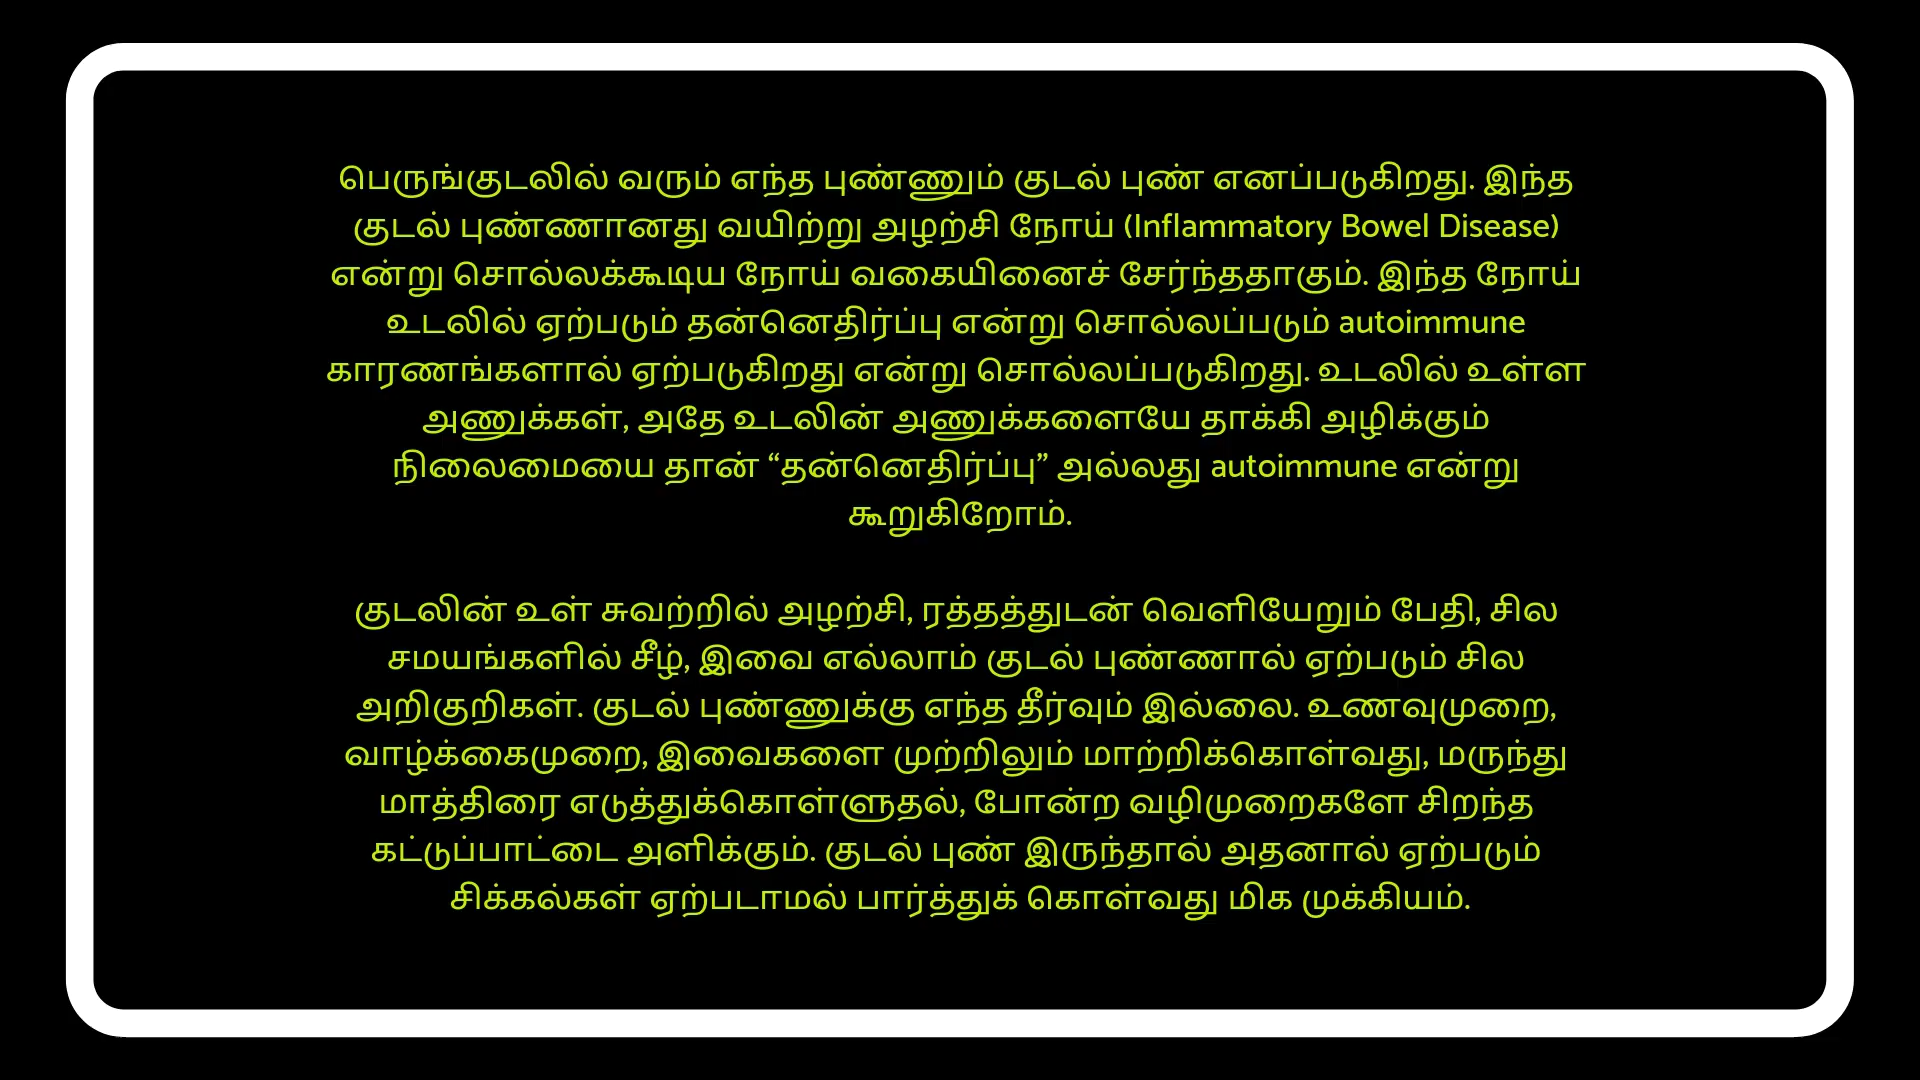 பெருங்குடலில் வரும் எந்த புண்ணும் குடல் புண் எனப்படுகிறது. இந்த
குடல் புண்ணானது வயிற்று அழற்சி நோய் (Inflammatory Bowel Disease)
என்று சொல்லக்கூடிய நோய் வகையினைச் சேர்ந்ததாகும். இந்த நோய்
உடலில் ஏற்படும் தன்னெதிர்ப்பு என்று சொல்லப்படும் autoimmune
காரணங்களால் ஏற்படுகிறது என்று சொல்லப்படுகிறது. உடலில் உள்ள
அணுக்கள், அதே உடலின் அணுக்களையே தாக்கி அழிக்கும்
நிலைமையை தான் “தன்னெதிர்ப்பு” அல்லது autoimmune என்று
கூறுகிறோம்.
குடலின் உள் சுவற்றில் அழற்சி, ரத்தத்துடன் வெளியேறும் பேதி, சில
சமயங்களில் சீழ், இவை எல்லாம் குடல் புண்ணால் ஏற்படும் சில
அறிகுறிகள். குடல் புண்ணுக்கு எந்த தீர்வும் இல்லை. உணவுமுறை,
வாழ்க்கைமுறை, இவைகளை முற்றிலும் மாற்றிக்கொள்வது, மருந்து
மாத்திரை எடுத்துக்கொள்ளுதல், போன்ற வழிமுறைகளே சிறந்த
கட்டுப்பாட்டை அளிக்கும். குடல் புண் இருந்தால் அதனால் ஏற்படும்
சிக்கல்கள் ஏற்படாமல் பார்த்துக் கொள்வது மிக முக்கியம்.